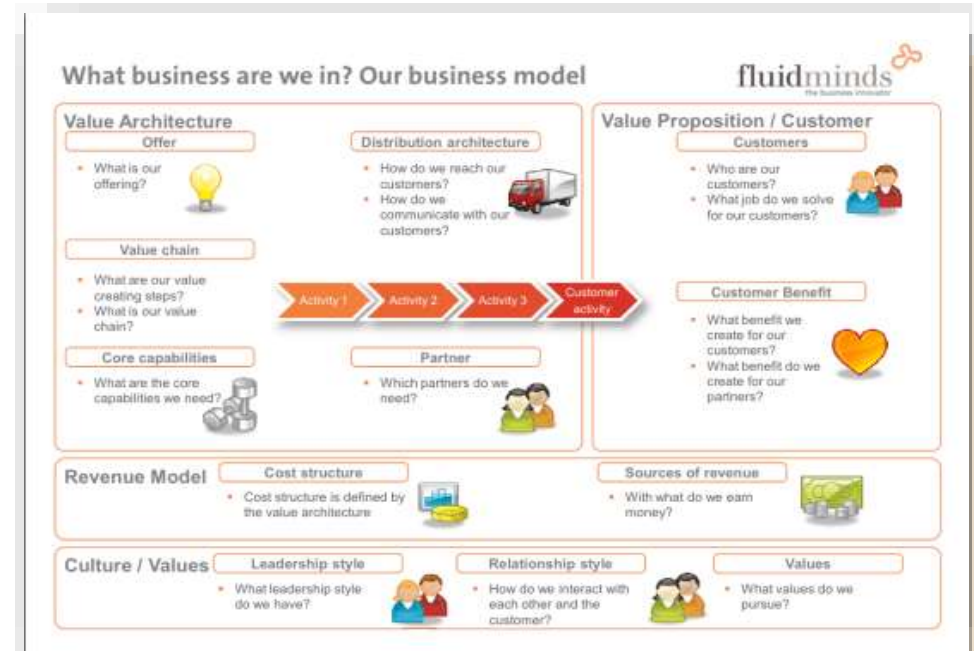 What business are we in? Our business model
fluidminds
the business innovator
Value Architecture
Offer
• What is our
offering?
Distribution architecture
• How do we reach our
customers?
• How do we
communicate with our
customers?
Value chain
• What are our value
creating steps?
• What is our value
chain?
Activity 1
Activity 2
Activity 3
Customer
activity
Core capabilities
• What are the core
capabilities we need?
Partner
• Which partners do we
need?
Value Proposition / Customer
Customers
• Who are our
customers?
• What job do we solve
for our customers?
Customer Benefit
• What benefit we
create for our
customers?
• What benefit do we
create for our
partners?
Revenue Model
Cost structure
• Cost structure is defined by
the value architecture
Sources of revenue
• With what do we earn
money?
Culture / Values
Leadership style
• What leadership style
do we have?
Relationship style
• How do we interact with
each other and the
customer?
Values
• What values do we
pursue?